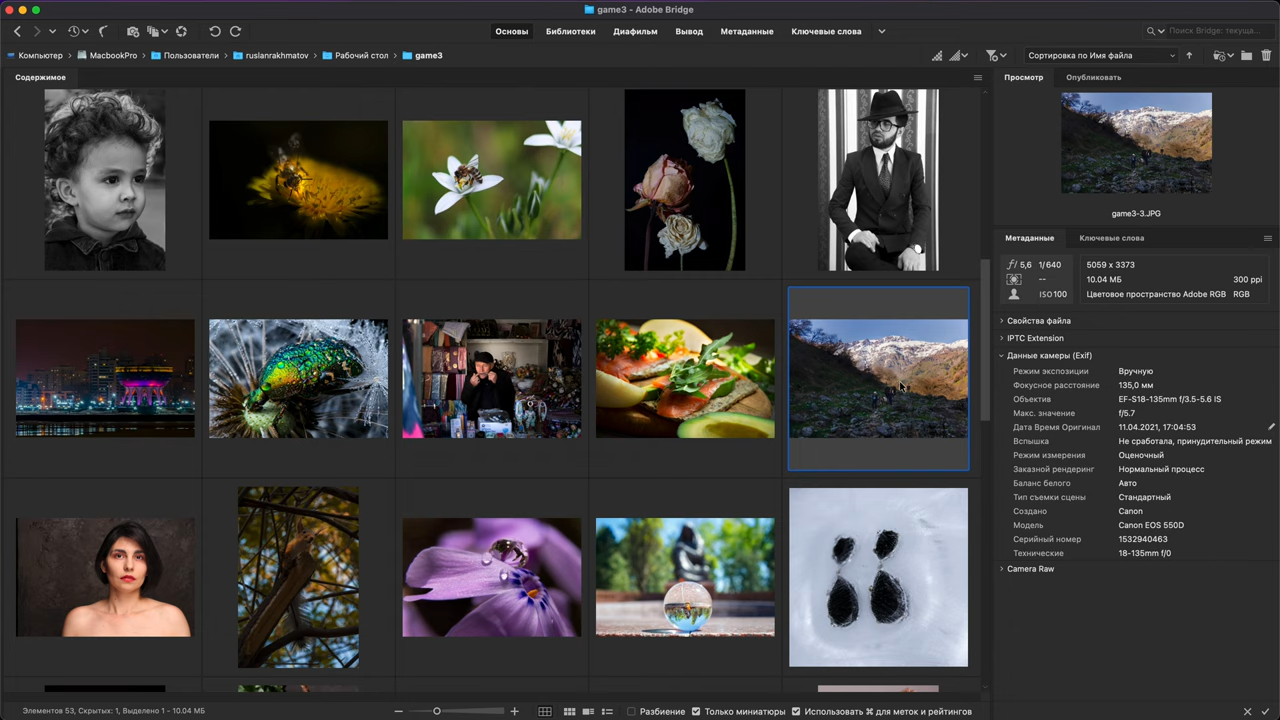 game3 - Adobe Bridge
Основы
Библиотеки
Диафильм
Вывод
Метаданные
Ключевые слова
Поиск Bridge: текуща...
Компьютер
MacbookPro
Пользователи
ruslanrakhmatov
Рабочий стол
game3
Сортировка по Имя файла
Содержимое
Просмотр
Опубликовать
game3-3.JPG
Метаданные
Ключевые слова
f/ 5,6 1/640
--
ISO100
5059 x 3373
10.04 МБ 300 ppi
Цветовое пространство Adobe RGB RGB
Свойства файла
IPTC Extension
Данные камеры (Exif)
Режим экспозиции Вручную
Фокусное расстояние 135,0 мм
Объектив EF-S18-135mm f/3.5-5.6 IS
Макс. значение f/5.7
Дата Время Оригинал 11.04.2021, 17:04:53
Вспышка Не сработала, принудительный режим
Режим измерения Оценочный
Заказной рендеринг Нормальный процесс
Баланс белого Авто
Тип съемки сцены Стандартный
Создано Canon
Модель Canon EOS 550D
Серийный номер 1532940463
Технические 18-135mm f/0
Camera Raw
Элементов 53, Скрытых: 1, Выделено 1 - 10.04 МБ
Разбиение
Только миниатюры
Использовать ⌘ для меток и рейтингов